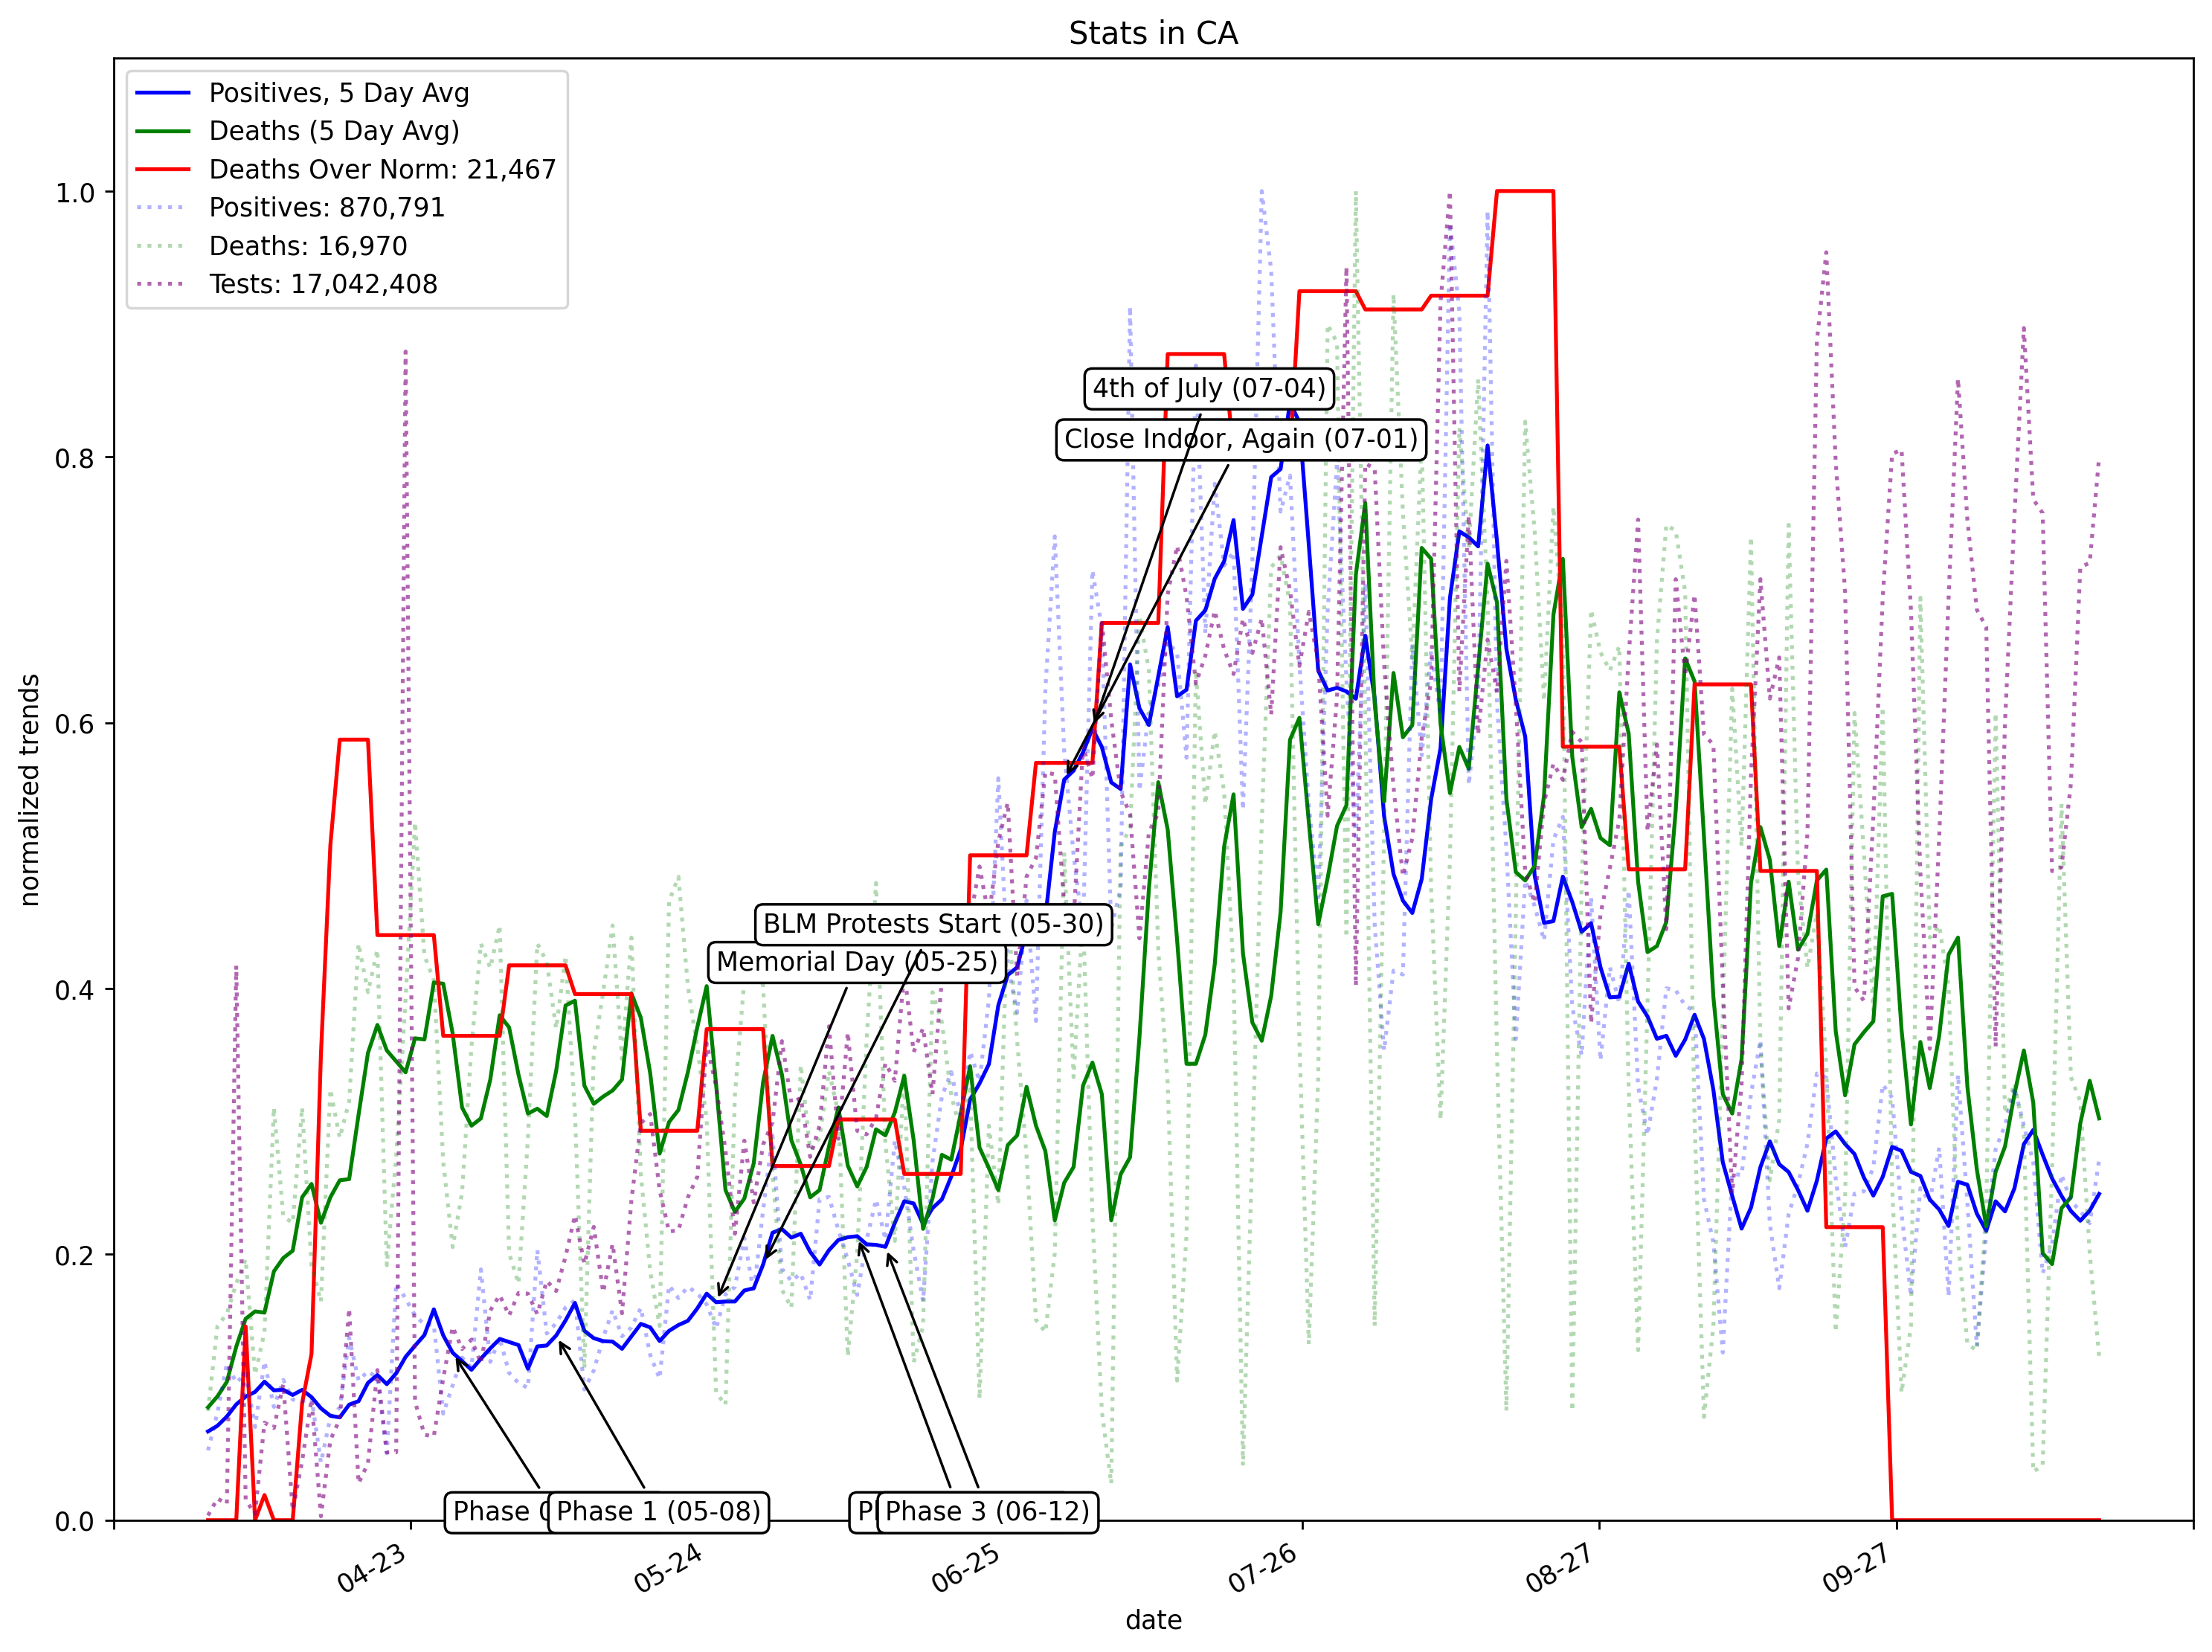 Stats in CA
Positives, 5 Day Avg
Deaths (5 Day Avg)
Deaths Over Norm: 21,467
Positives: 870,791
Deaths: 16,970
Tests: 17,042,408
normalized trends
1.0
0.8
0.6
0.4
0.2
0.0
4th of July (07-04)
Close Indoor, Again (07-01)
BLM Protests Start (05-30)
Memorial Day (05-25)
Phase
Phase 1 (05-08)
Phase 3 (06-12)
04-23
05-24
06-25
07-26
08-27
09-27
date